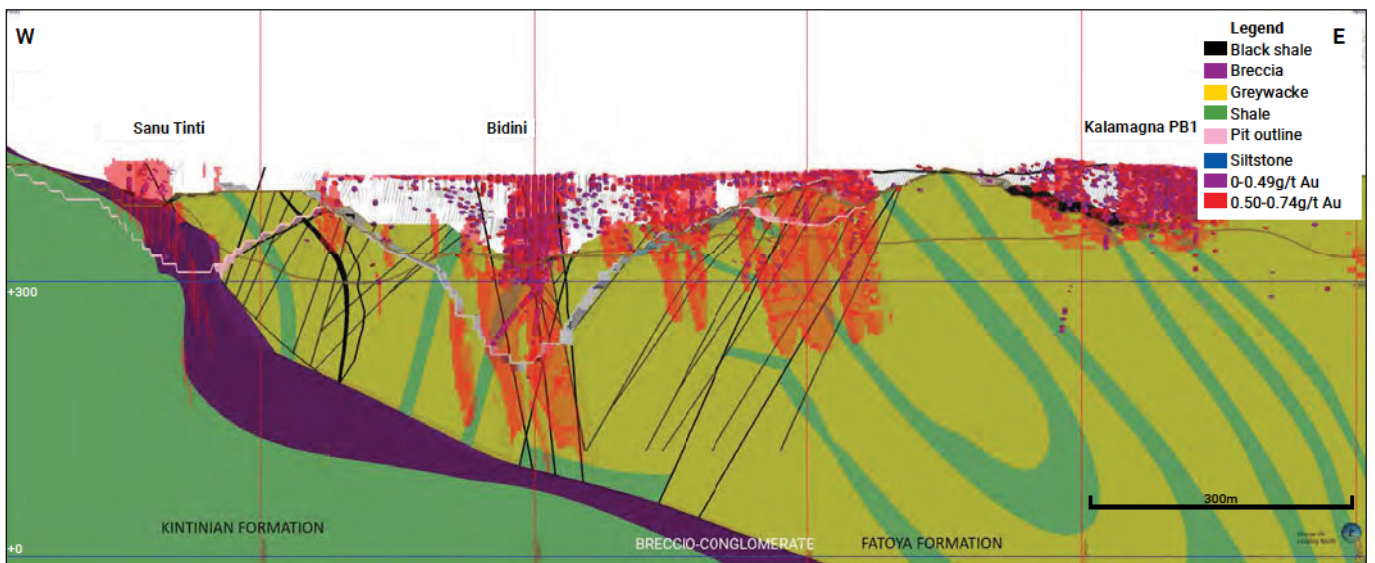 W
E
Legend
Black shale
Breccia
Greywacke
Shale
Pit outline
Siltstone
0-0.49g/t Au
0.50-0.74g/t Au
Sanu Tinti
Bidini
Kalamagna PB1
+300
300m
KINTINIAN FORMATION
BRECCIO-CONGLOMERATE
FATOYA FORMATION
+0